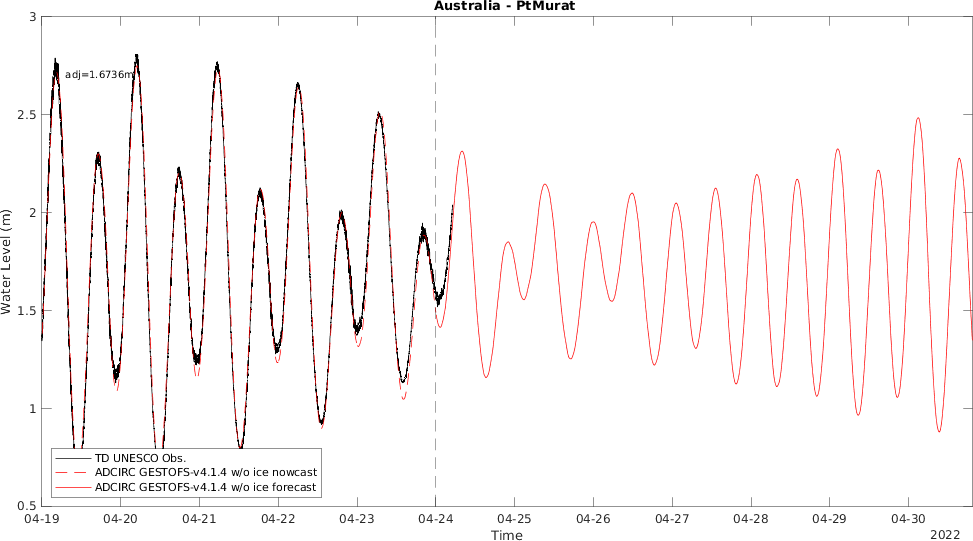 Australia - PtMurat
3
adj=1.6736m
2.5
2
Water Level (m)
1.5
1
TD UNESCO Obs.
ADCIRC GESTOFS-v4.1.4 w/o ice nowcast
ADCIRC GESTOFS-v4.1.4 w/o ice forecast
0.5
04-19 04-20 04-21 04-22 04-23 04-24 04-25 04-26 04-27 04-28 04-29 04-30
Time
2022